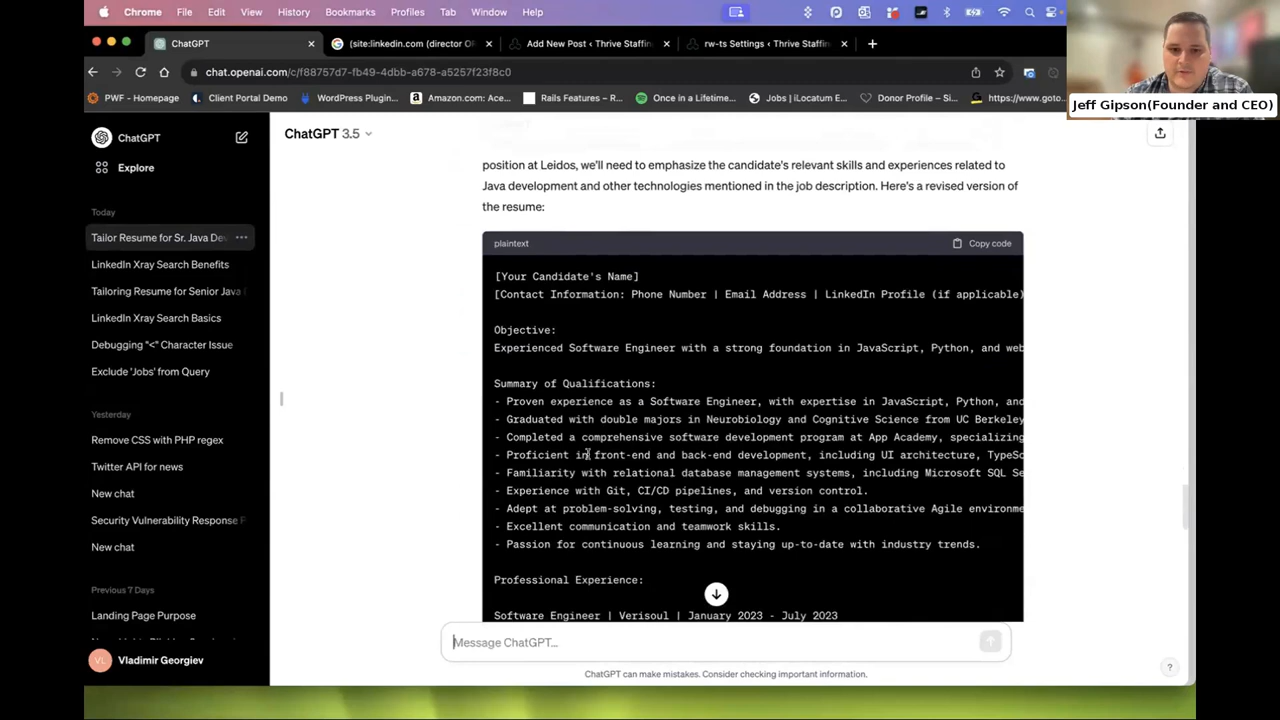 Chrome File Edit View History Bookmarks Profiles Tab Window Help
ChatGPT
(site:linkedin.com (director O
Add New Post ‹ Thrive Staffin
rw-ts Settings ‹ Thrive Staffin
chat.openai.com/c/f88757d7-fb49-4dbb-a678-a5257f23f8c0
PWF - Homepage
Client Portal Demo
WordPress Plugin...
Amazon.com: Ace...
Rails Features – R...
Once in a Lifetime...
Jobs | iLocatum E...
Donor Profile – Si...
https://www.goto
Jeff Gipson(Founder and CEO)
ChatGPT
Explore
Today
Tailor Resume for Sr. Java Dev
LinkedIn Xray Search Benefits
Tailoring Resume for Senior Java
LinkedIn Xray Search Basics
Debugging "<" Character Issue
Exclude 'Jobs' from Query
Yesterday
Remove CSS with PHP regex
Twitter API for news
New chat
Security Vulnerability Response P
New chat
Previous 7 Days
Landing Page Purpose
VL Vladimir Georgiev
ChatGPT 3.5
position at Leidos, we'll need to emphasize the candidate's relevant skills and experiences related to
Java development and other technologies mentioned in the job description. Here's a revised version of
the resume:
plaintext Copy code
[Your Candidate's Name]
[Contact Information: Phone Number | Email Address | LinkedIn Profile (if applicable)
Objective:
Experienced Software Engineer with a strong foundation in JavaScript, Python, and web
Summary of Qualifications:
- Proven experience as a Software Engineer, with expertise in JavaScript, Python, and
- Graduated with double majors in Neurobiology and Cognitive Science from UC Berkeley
- Completed a comprehensive software development program at App Academy, specializing
- Proficient in front-end and back-end development, including UI architecture, TypeSc
- Familiarity with relational database management systems, including Microsoft SQL Se
- Experience with Git, CI/CD pipelines, and version control.
- Adept at problem-solving, testing, and debugging in a collaborative Agile environme
- Excellent communication and teamwork skills.
- Passion for continuous learning and staying up-to-date with industry trends.
Professional Experience:
Software Engineer | Verisoul | January 2023 - July 2023
Message ChatGPT...
ChatGPT can make mistakes. Consider checking important information.
?